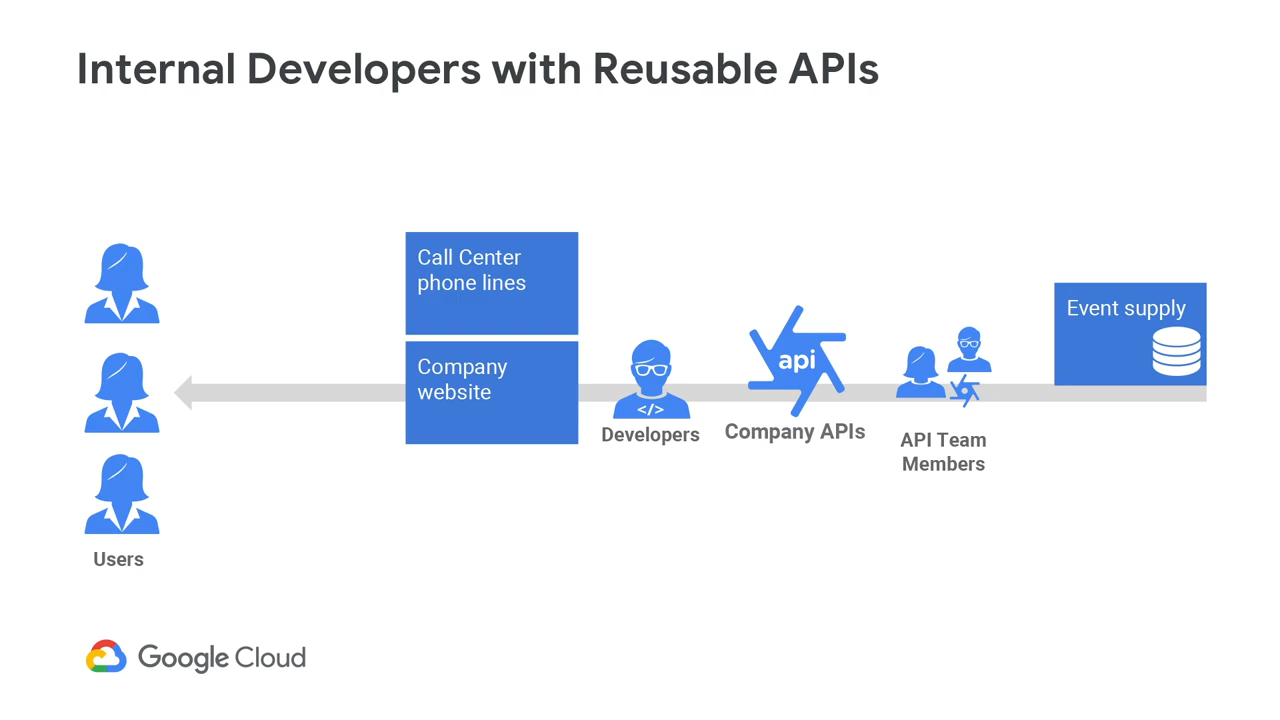 Internal Developers with Reusable APIs
Call Center
phone lines
Company
website
Event supply
api
</>
Developers
Company APIs
API Team
Members
Users
Google Cloud